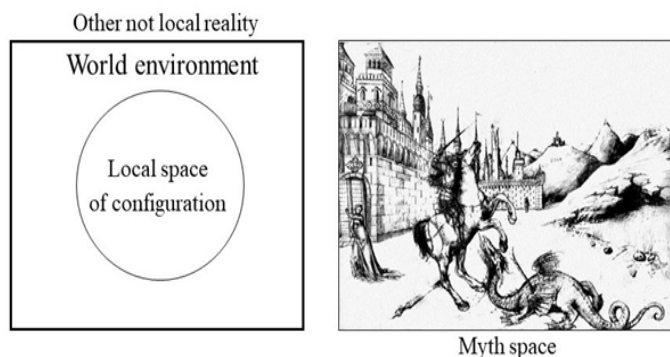 Other not local reality
World environment
Local space
of configuration
Myth space